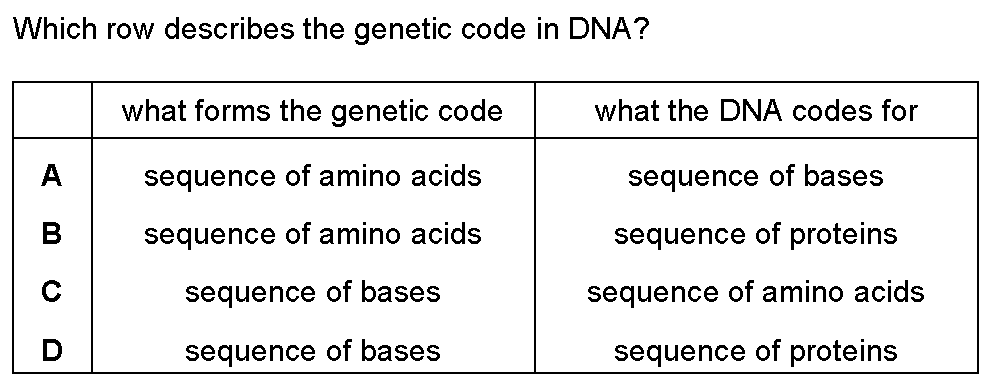 Which row describes the genetic code in DNA?
what forms the genetic code what the DNA codes for
A sequence of amino acids sequence of bases
B sequence of amino acids sequence of proteins
C sequence of bases sequence of amino acids
D sequence of bases sequence of proteins